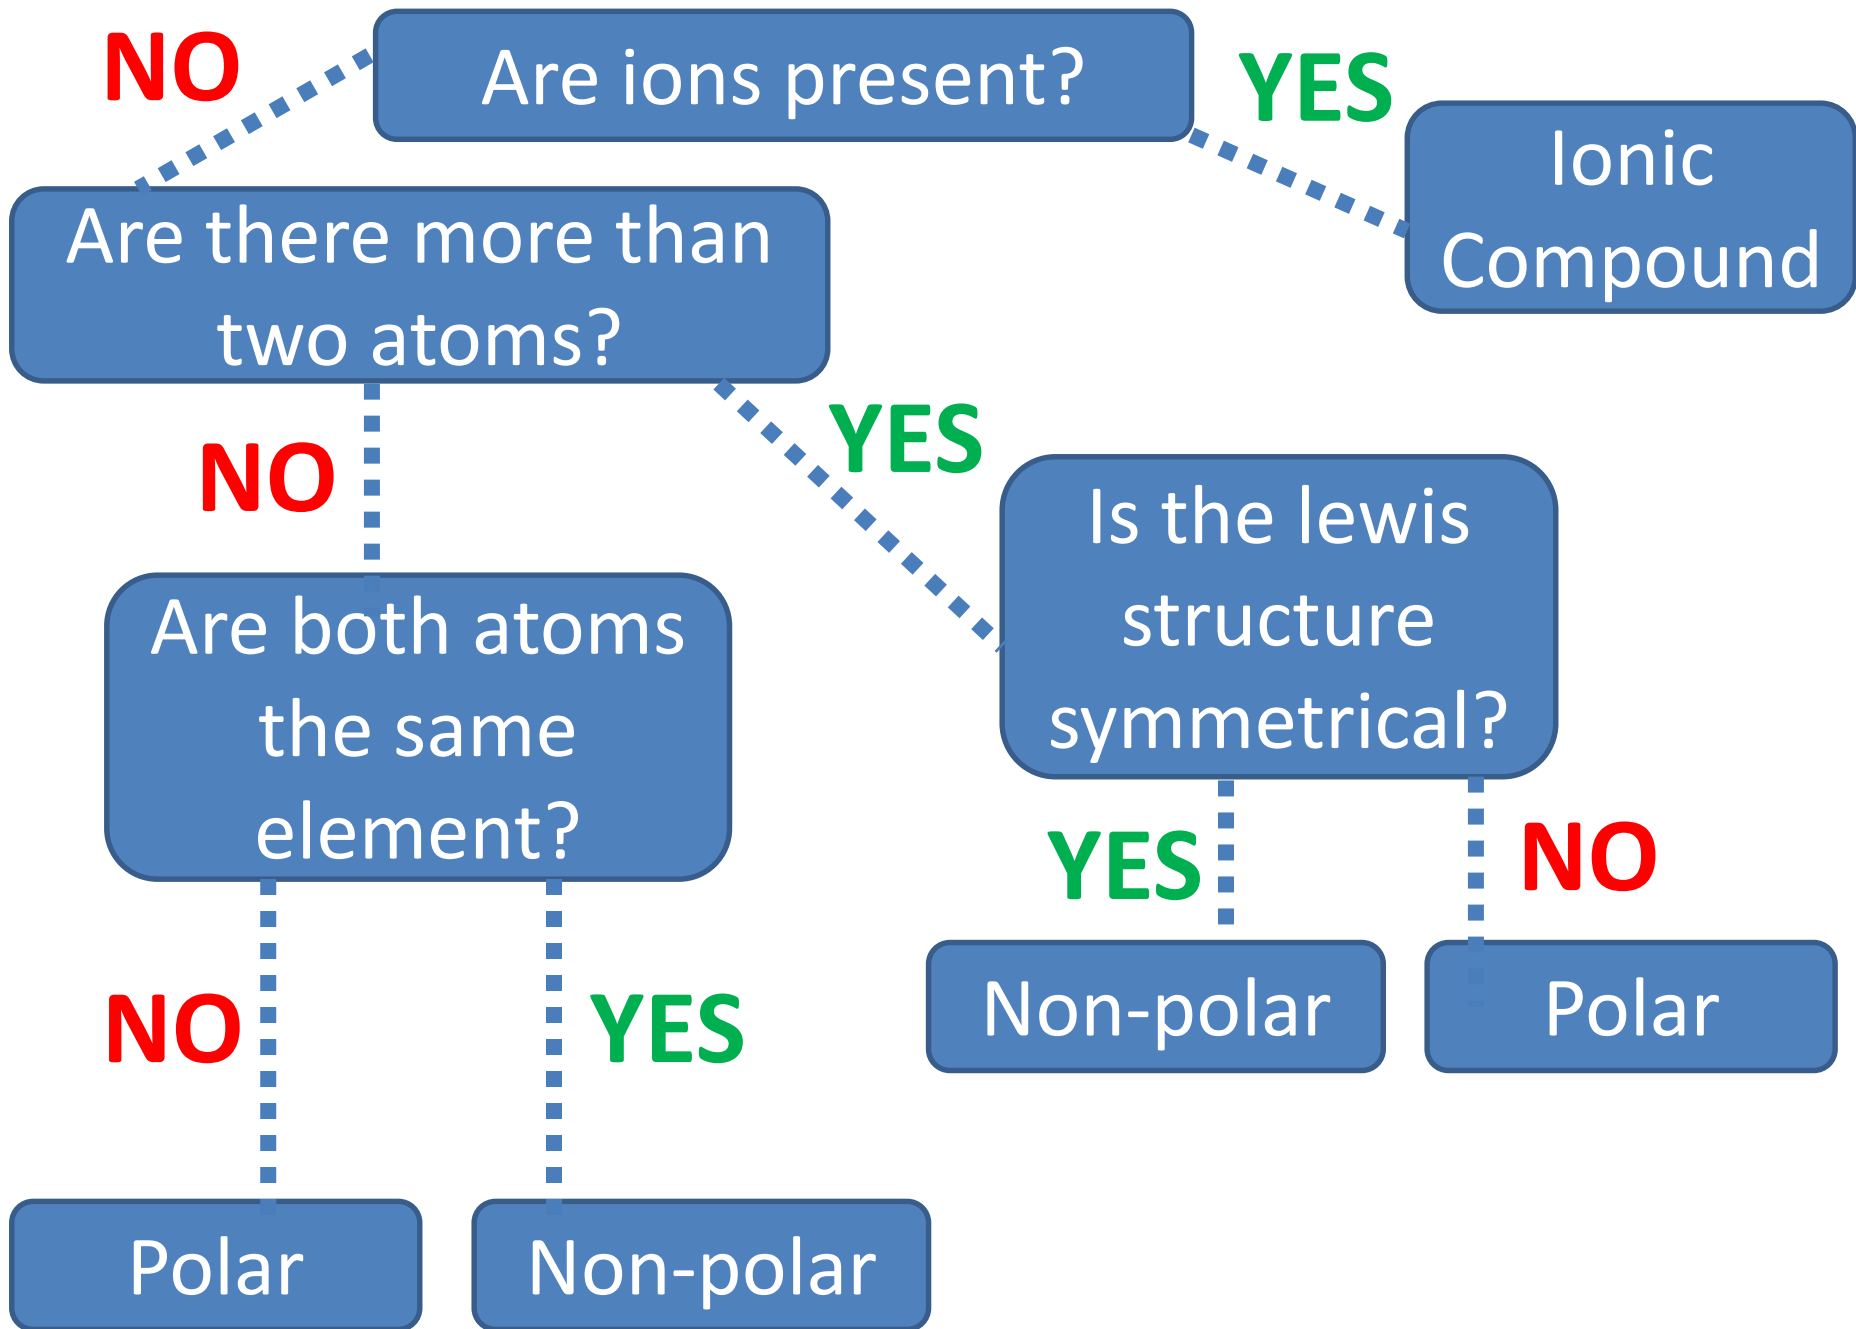 NO
Are ions present?
YES
Ionic
Compound
Are there more than
two atoms?
NO
YES
Is the lewis
structure
symmetrical?
Are both atoms
the same
element?
YES
NO
Non-polar
Polar
NO
YES
Polar
Non-polar